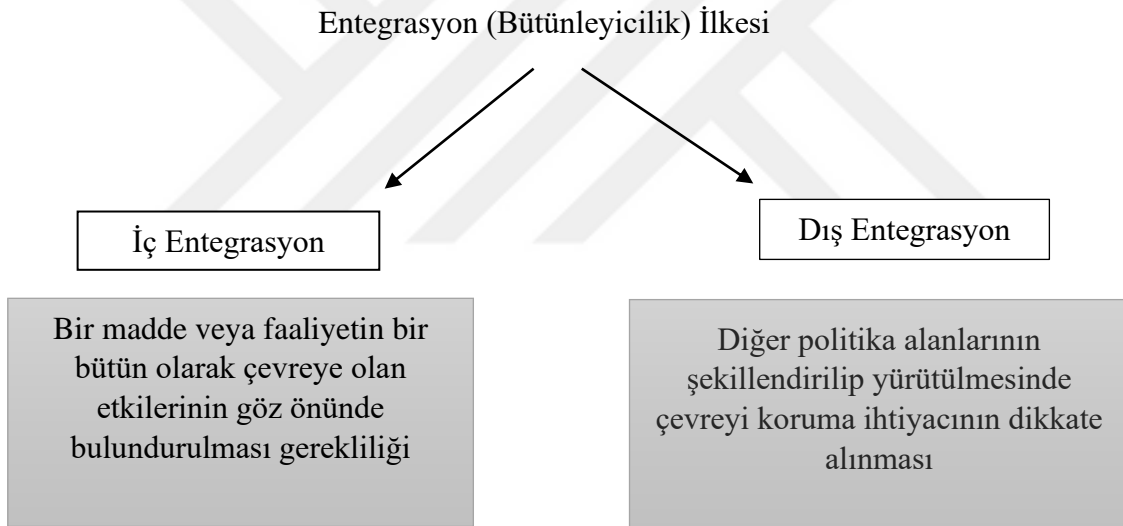 Entegrasyon (Bütünleyicilik) İlkesi
İç Entegrasyon
Bir madde veya faaliyetin bir
bütün olarak çevreye olan
etkilerinin göz önünde
bulundurulması gerekliliği
Dış Entegrasyon
Diğer politika alanlarının
şekillendirilip yürütülmesinde
çevreyi koruma ihtiyacının dikkate
alınması